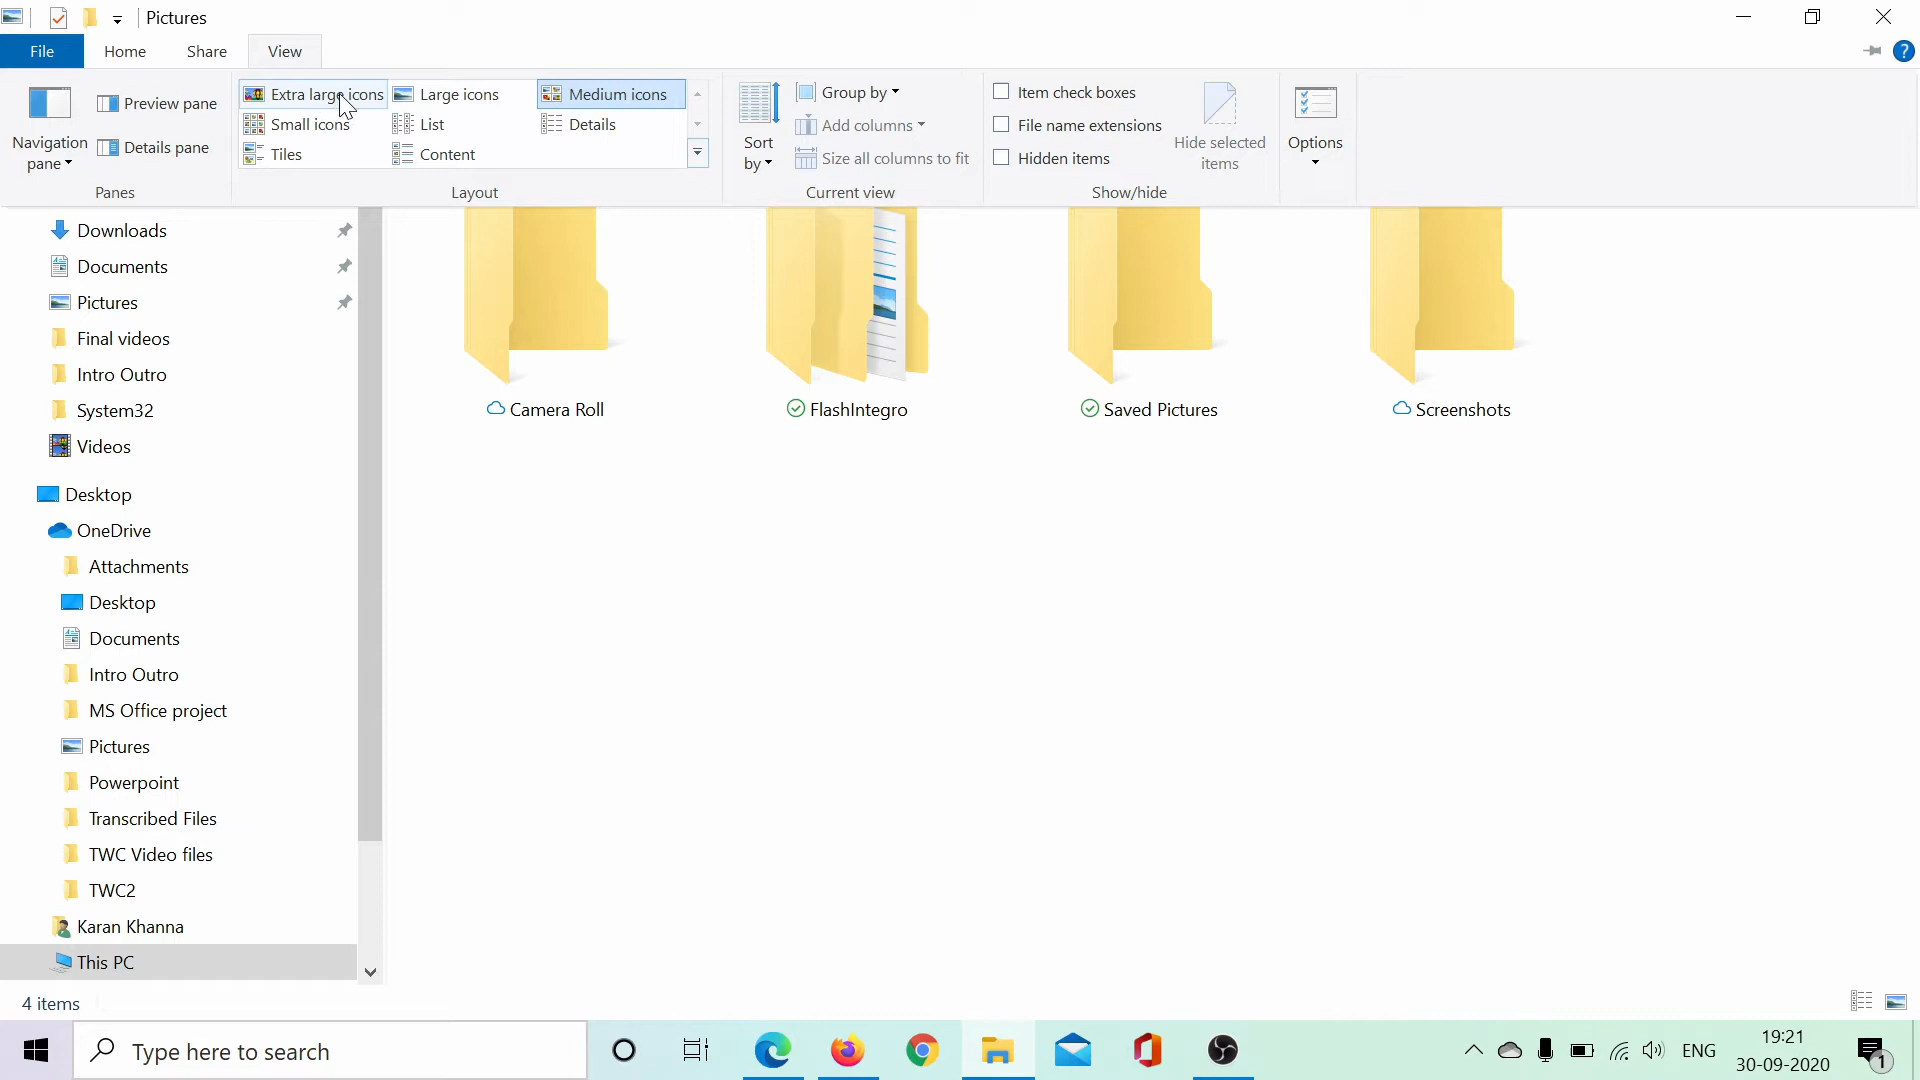 Pictures
File
Home
Share
View
Navigation
pane
Preview pane
Details pane
Panes
Extra large icons
Large icons
Medium icons
Small icons
List
Details
Tiles
Content
Layout
Sort
by
Group by
Add columns
Size all columns to fit
Current view
Item check boxes
File name extensions
Hidden items
Hide selected
items
Show/hide
Options
?
Downloads
Documents
Pictures
Final videos
Intro Outro
System32
Videos
Desktop
OneDrive
Attachments
Desktop
Documents
Intro Outro
MS Office project
Pictures
Powerpoint
Transcribed Files
TWC Video files
TWC2
Karan Khanna
This PC
Camera Roll
FlashIntegro
Saved Pictures
Screenshots
4 items
Type here to search
ENG
19:21
30-09-2020
1